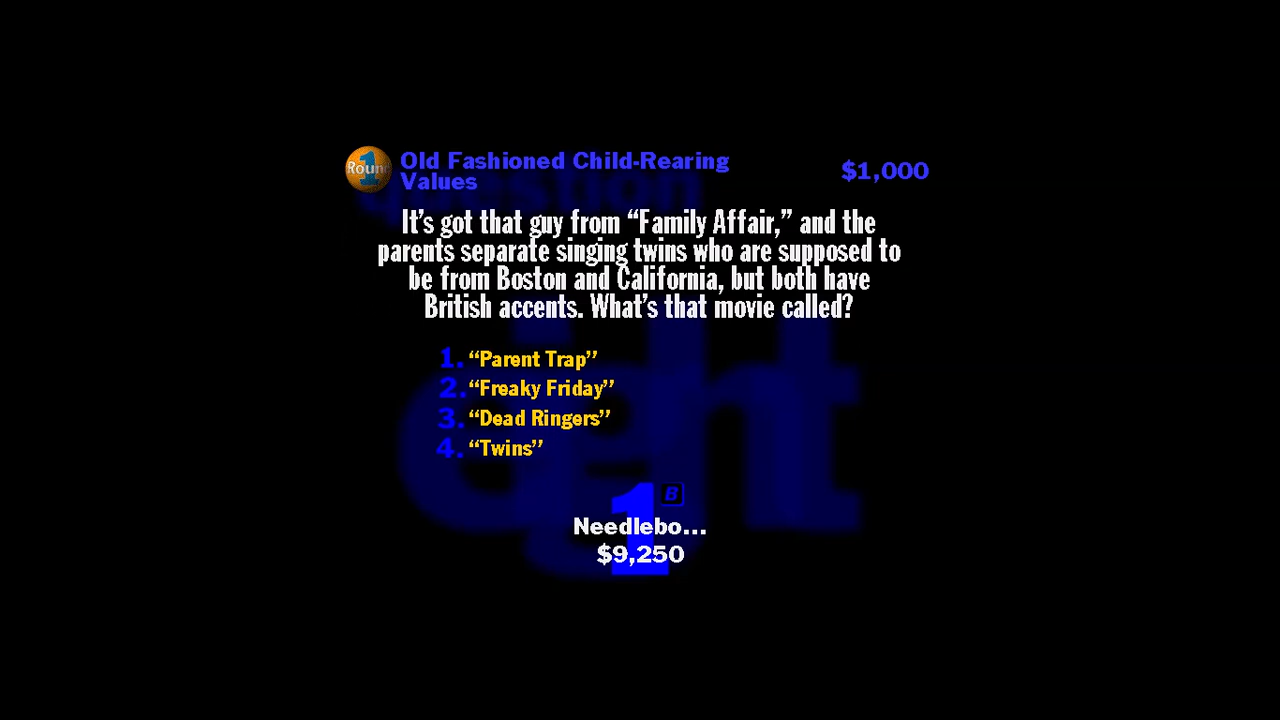 Round 1
Old Fashioned Child-Rearing
Values
$1,000
question
It's got that guy from “Family Affair,” and the
parents separate singing twins who are supposed to
be from Boston and California, but both have
British accents. What's that movie called?
1. “Parent Trap”
2. “Freaky Friday”
3. “Dead Ringers”
4. “Twins”
eight
1 B
Needlebo...
$9,250